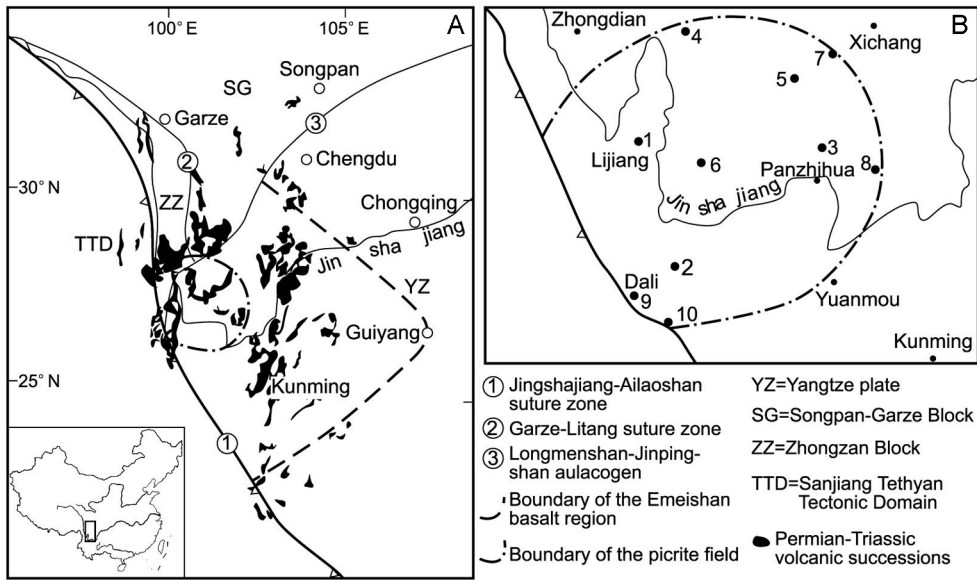 100 °E
105°E
A
Songpan
SG
Garze
3
Chengdu
2
30°N
ZZ
Chongqing
TTD
Jin sha jiang
YZ
Guiyang
25°N
Kunming
1
B
Zhongdian
4
Xichang
7
5
1
Lijiang
3
6
Panzhihua
8
Jin sha jiang
2
Dali
9
Yuanmou
10
Kunming
1 Jingshajiang-Ailaoshan
suture zone
2 Garze-Litang suture zone
3 Longmenshan-Jinping-
shan aulacogen
Boundary of the Emeishan
basalt region
Boundary of the picrite field
YZ=Yangtze plate
SG=Songpan-Garze Block
ZZ=Zhongzan Block
TTD=Sanjiang Tethyan
Tectonic Domain
Permian-Triassic
volcanic successions